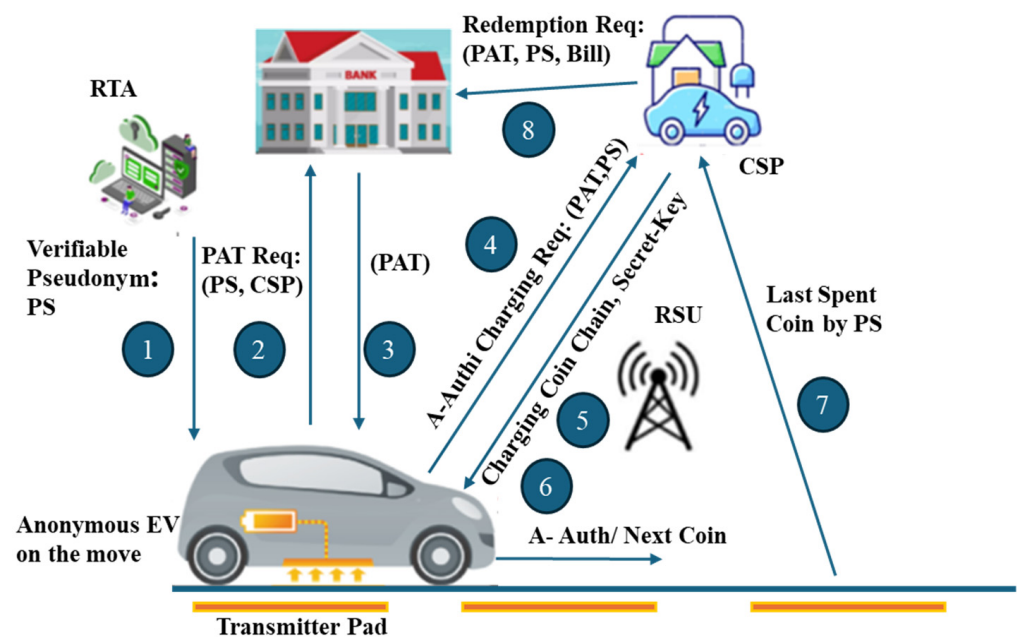 Redemption Req:
(PAT, PS, Bill)
RTA
BANK
8
CSP
Verifiable
Pseudonym:
PS
PAT Req:
(PS, CSP)
(PAT)
4
A-Authi Charging Req: (PAT,PS)
Charging Coin Chain, Secret-Key
RSU
Last Spent
Coin by PS
1
2
3
5
7
6
Anonymous EV
on the move
A- Auth/ Next Coin
Transmitter Pad